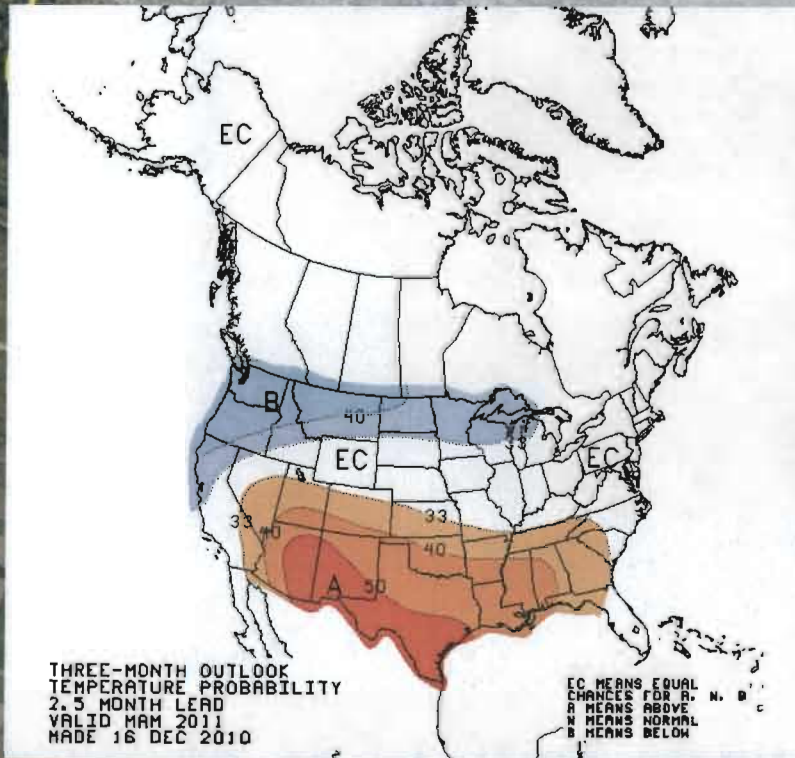 EC
B
40
EC
EC
33
33
40
40
A
50
THREE-MONTH OUTLOOK
TEMPERATURE PROBABILITY
2.5 MONTH LEAD
VALID MAM 2011
MADE 16 DEC 2010
EC MEANS EQUAL
CHANCES FOR A, N, B
A MEANS ABOVE
N MEANS NORMAL
B MEANS BELOW